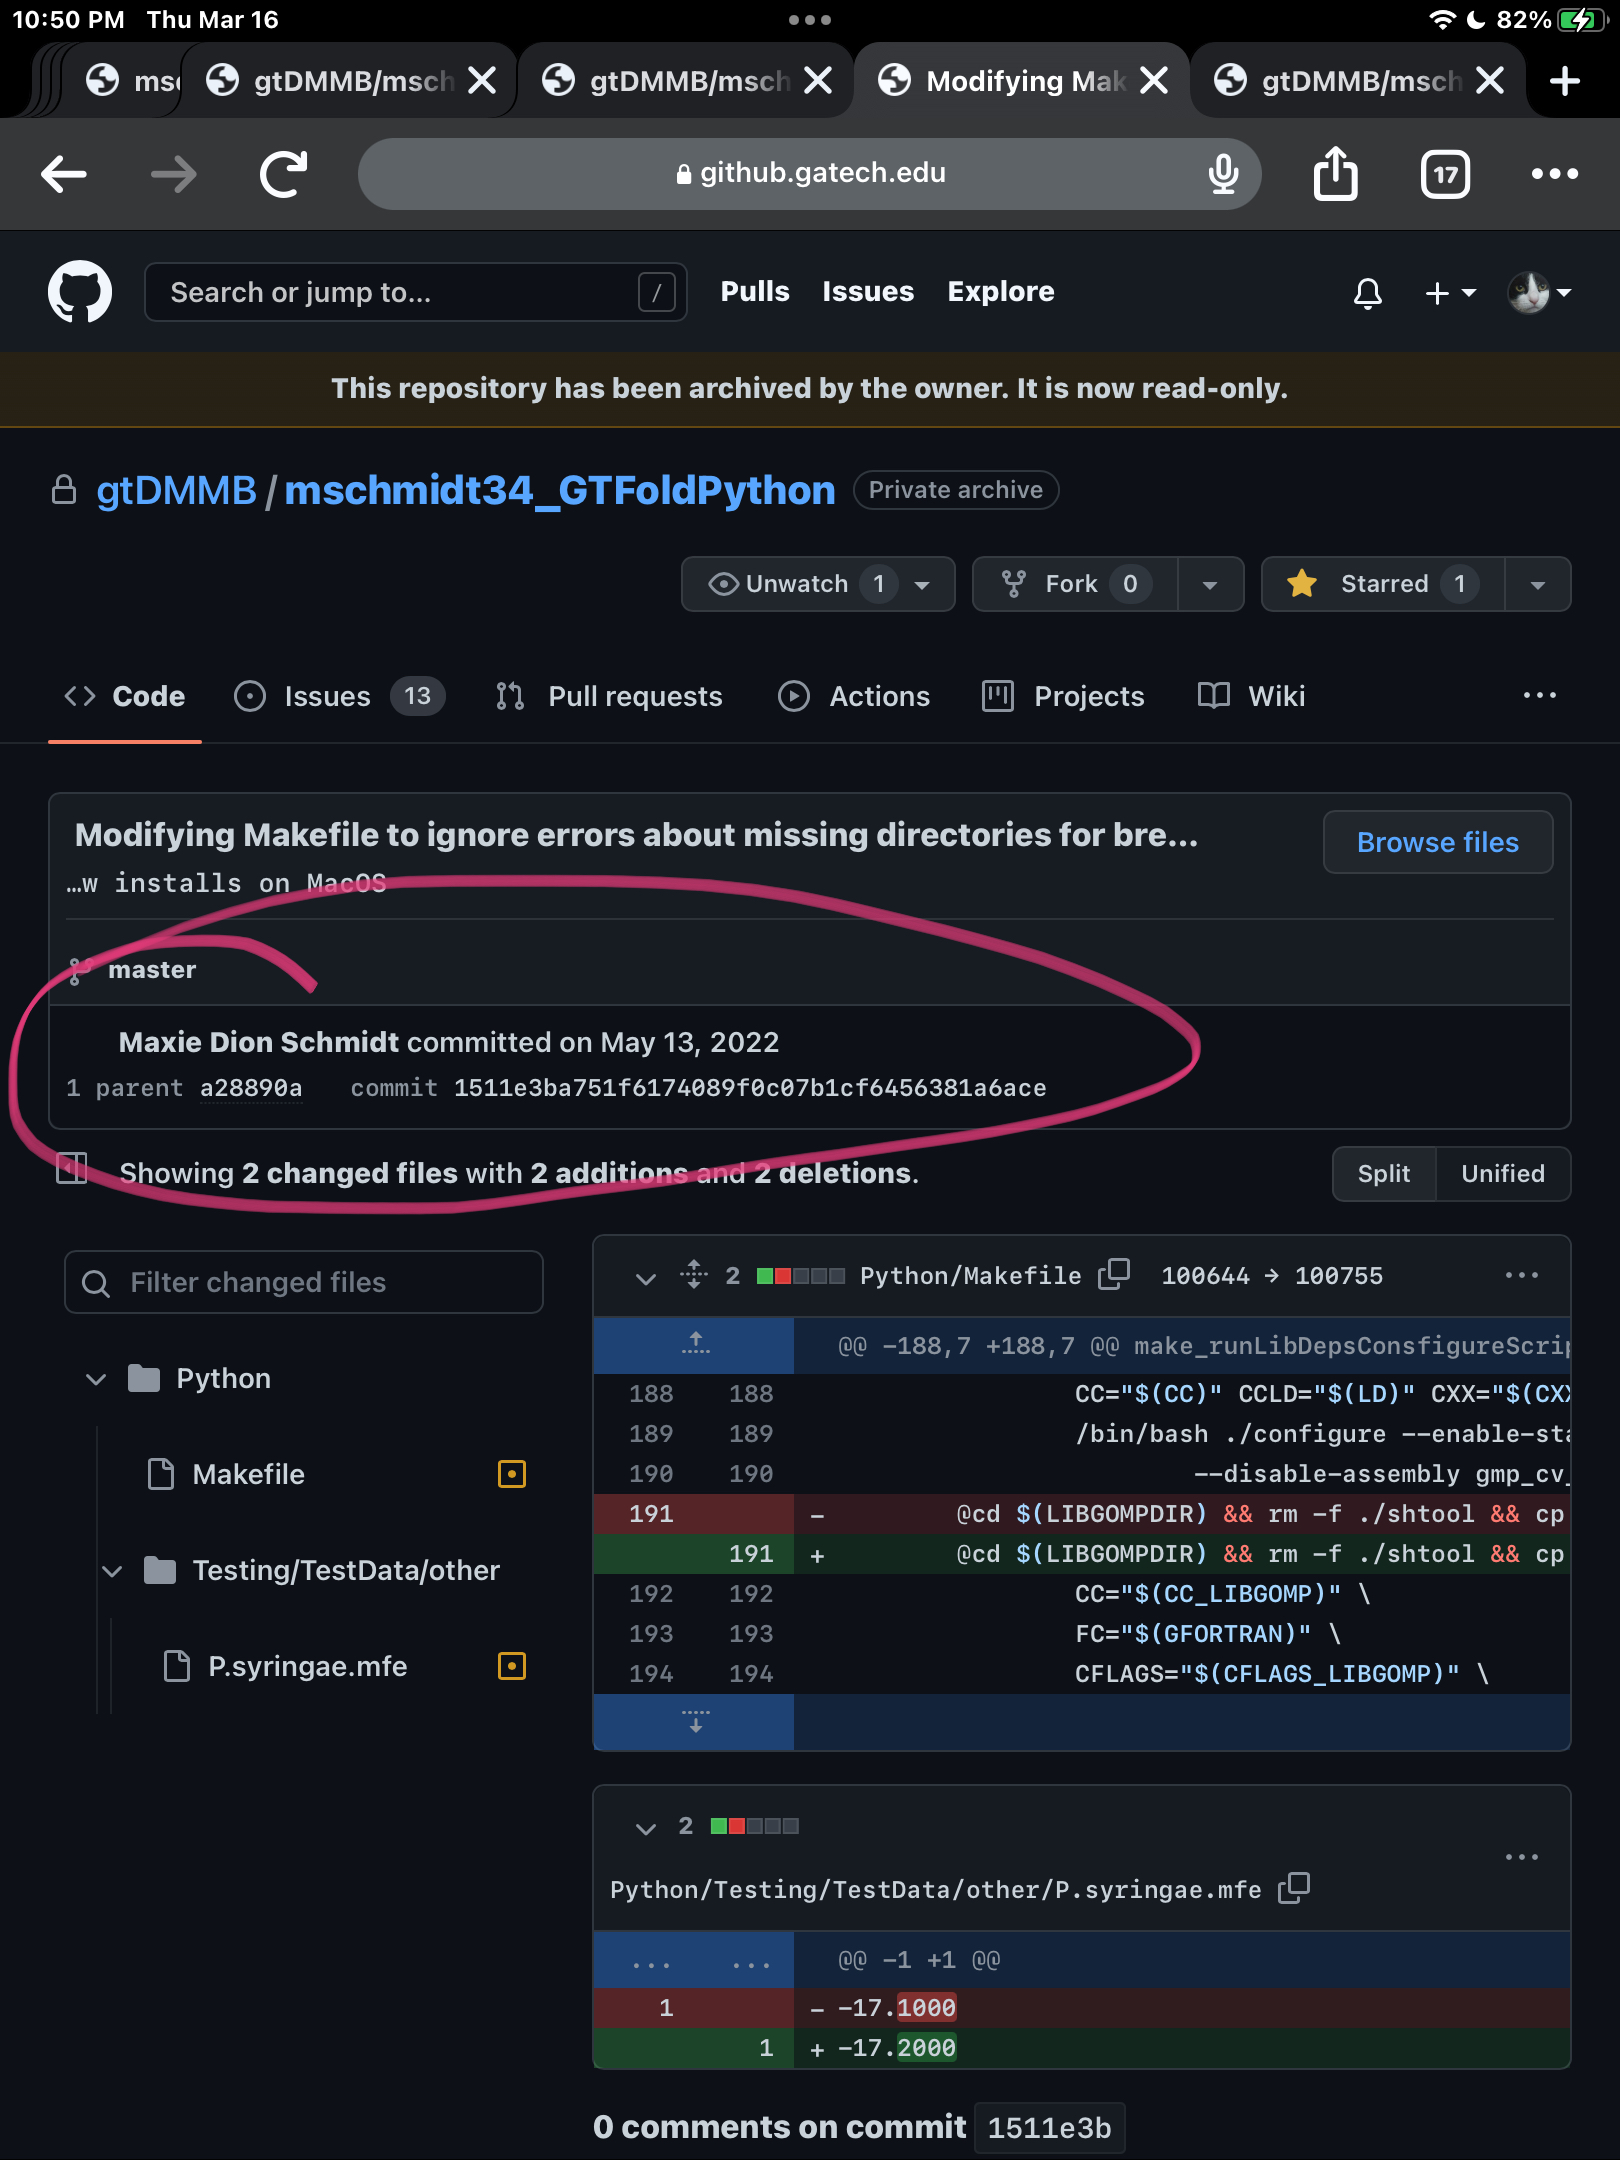 10:50 PM Thu Mar 16
82%
msc gtDMMB/msch gtDMMB/msch Modifying Mak gtDMMB/msch
github.gatech.edu
17
Search or jump to... /
Pulls Issues Explore
This repository has been archived by the owner. It is now read-only.
gtDMMB / mschmidt34_GTFoldPython Private archive
Unwatch 1 Fork 0 Starred 1
Code Issues 13 Pull requests Actions Projects Wiki
Modifying Makefile to ignore errors about missing directories for bre...
Browse files
…w installs on MacOS
master
Maxie Dion Schmidt committed on May 13, 2022
1 parent a28890a commit 1511e3ba751f6174089f0c07b1cf6456381a6ace
Showing 2 changed files with 2 additions and 2 deletions.
Split Unified
Filter changed files
Python
Makefile
Testing/TestData/other
P.syringae.mfe
2 Python/Makefile 100644 → 100755
@@ -188,7 +188,7 @@ make_runLibDepsConsfigureScrip
188 188 CC="$(CC)" CCLD="$(LD)" CXX="$(CXX
189 189 /bin/bash ./configure --enable-sta
190 190 --disable-assembly gmp_cv_
191 - @cd $(LIBGOMPDIR) && rm -f ./shtool && cp
191 + @cd $(LIBGOMPDIR) && rm -f ./shtool && cp
192 192 CC="$(CC_LIBGOMP)" \
193 193 FC="$(GFORTRAN)" \
194 194 CFLAGS="$(CFLAGS_LIBGOMP)" \
2
Python/Testing/TestData/other/P.syringae.mfe
... ... @@ -1 +1 @@
1 - -17.1000
1 + -17.2000
0 comments on commit 1511e3b